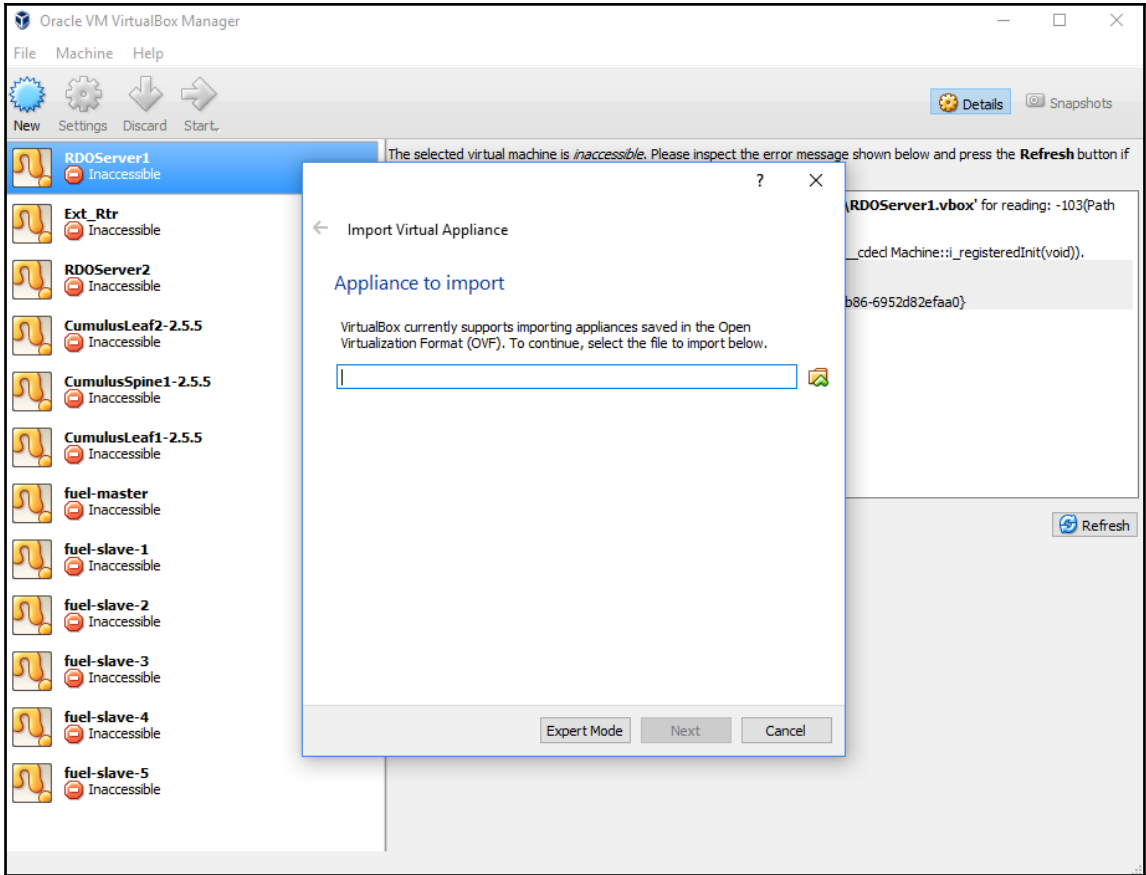 Oracle VM VirtualBox Manager
File Machine Help
New Settings Discard Start
Details Snapshots
RDOServer1
Inaccessible
Ext_Rtr
Inaccessible
RDOServer2
Inaccessible
CumulusLeaf2-2.5.5
Inaccessible
CumulusSpine1-2.5.5
Inaccessible
CumulusLeaf1-2.5.5
Inaccessible
fuel-master
Inaccessible
fuel-slave-1
Inaccessible
fuel-slave-2
Inaccessible
fuel-slave-3
Inaccessible
fuel-slave-4
Inaccessible
fuel-slave-5
Inaccessible
The selected virtual machine is inaccessible. Please inspect the error message shown below and press the Refresh button if
\RDOServer1.vbox' for reading: -103(Path
__cdecl Machine::i_registeredInit(void)).
b86-6952d82efaa0}
Refresh
?
Import Virtual Appliance
Appliance to import
VirtualBox currently supports importing appliances saved in the Open
Virtualization Format (OVF). To continue, select the file to import below.
Expert Mode Next Cancel